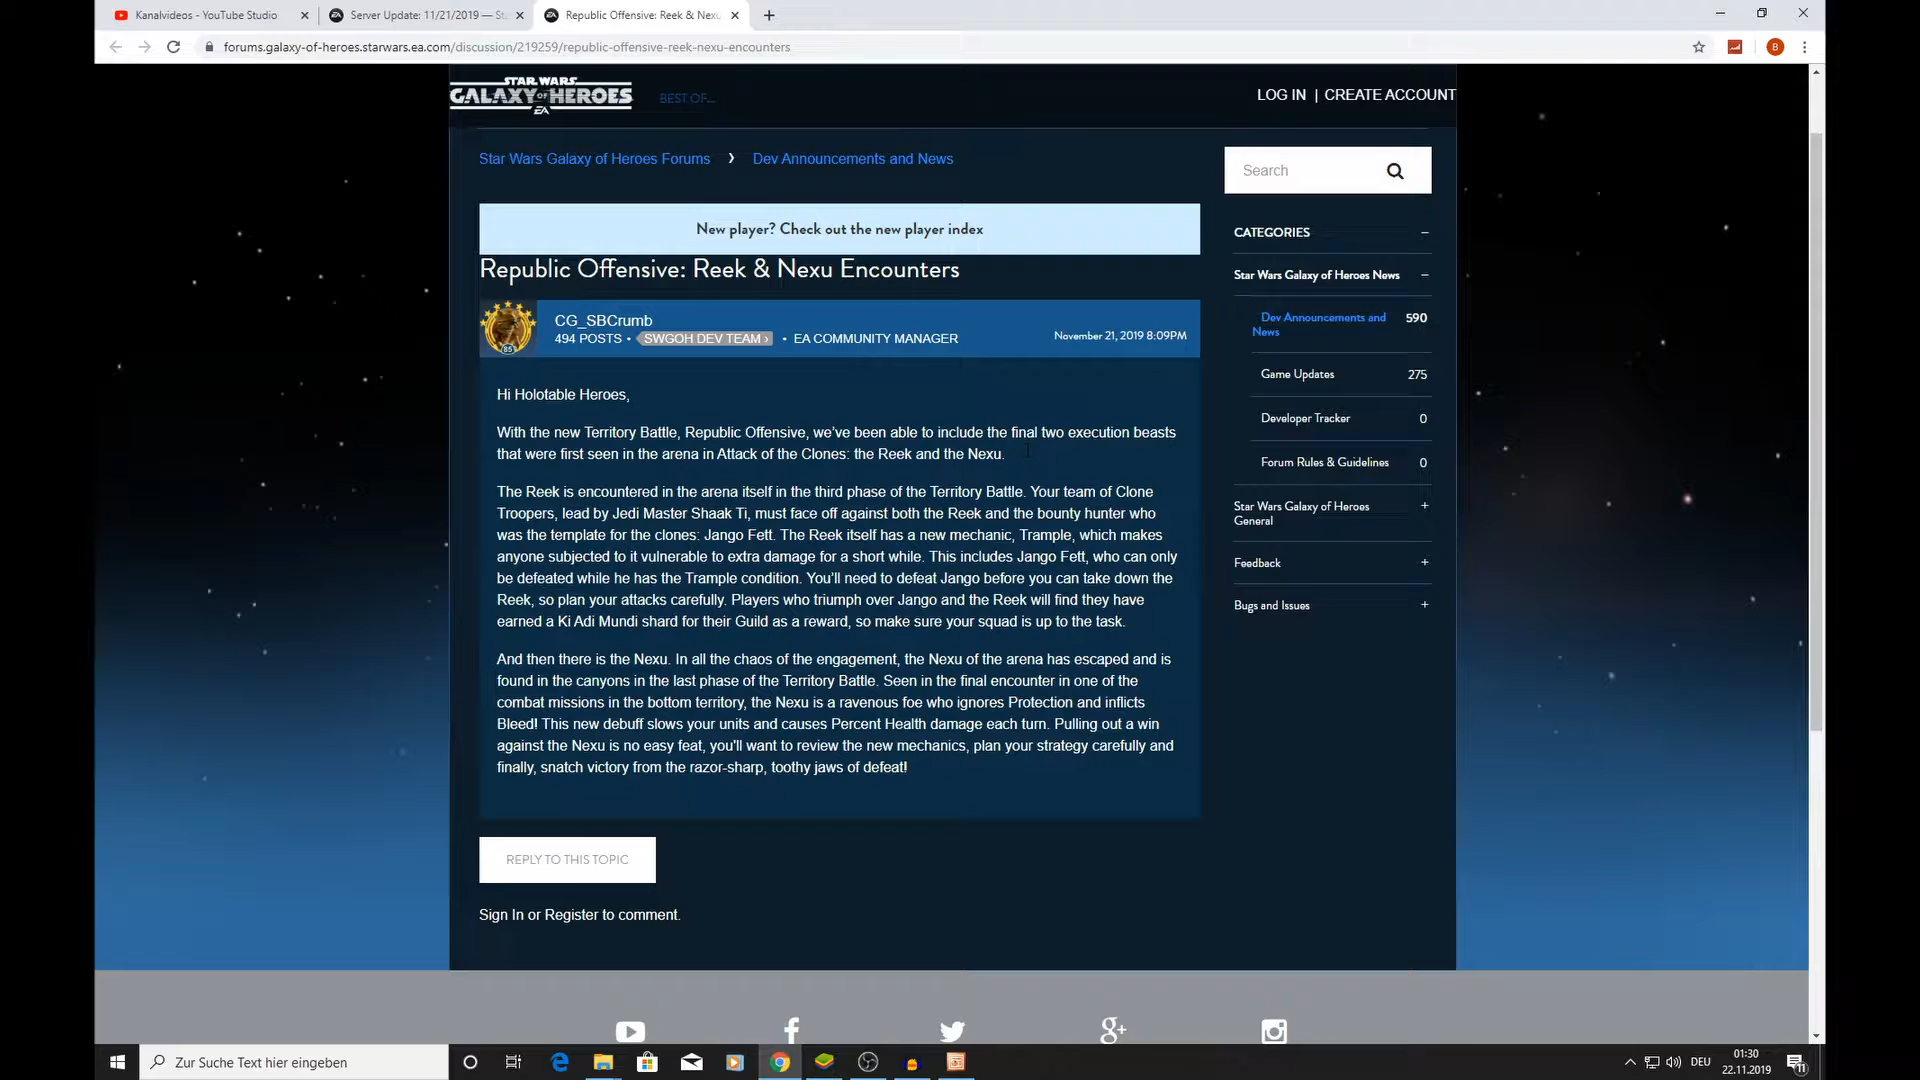 Kanalvideos - YouTube Studio
Server Update: 11/21/2019 — St
Republic Offensive: Reek & Nexu
forums.galaxy-of-heroes.starwars.ea.com/discussion/219259/republic-offensive-reek-nexu-encounters
B
STAR WARS
GALAXY OF HEROES
EA
BEST OF...
LOG IN | CREATE ACCOUNT
Star Wars Galaxy of Heroes Forums › Dev Announcements and News
Search
New player? Check out the new player index
Republic Offensive: Reek & Nexu Encounters
CG_SBCrumb
494 POSTS • SWGOH DEV TEAM › • EA COMMUNITY MANAGER
November 21, 2019 8:09PM
85
Hi Holotable Heroes,
With the new Territory Battle, Republic Offensive, we've been able to include the final two execution beasts
that were first seen in the arena in Attack of the Clones: the Reek and the Nexu.
The Reek is encountered in the arena itself in the third phase of the Territory Battle. Your team of Clone
Troopers, lead by Jedi Master Shaak Ti, must face off against both the Reek and the bounty hunter who
was the template for the clones: Jango Fett. The Reek itself has a new mechanic, Trample, which makes
anyone subjected to it vulnerable to extra damage for a short while. This includes Jango Fett, who can only
be defeated while he has the Trample condition. You'll need to defeat Jango before you can take down the
Reek, so plan your attacks carefully. Players who triumph over Jango and the Reek will find they have
earned a Ki Adi Mundi shard for their Guild as a reward, so make sure your squad is up to the task.
And then there is the Nexu. In all the chaos of the engagement, the Nexu of the arena has escaped and is
found in the canyons in the last phase of the Territory Battle. Seen in the final encounter in one of the
combat missions in the bottom territory, the Nexu is a ravenous foe who ignores Protection and inflicts
Bleed! This new debuff slows your units and causes Percent Health damage each turn. Pulling out a win
against the Nexu is no easy feat, you'll want to review the new mechanics, plan your strategy carefully and
finally, snatch victory from the razor-sharp, toothy jaws of defeat!
REPLY TO THIS TOPIC
Sign In or Register to comment.
CATEGORIES –
Star Wars Galaxy of Heroes News –
Dev Announcements and 590
News
Game Updates 275
Developer Tracker 0
Forum Rules & Guidelines 0
Star Wars Galaxy of Heroes +
General
Feedback +
Bugs and Issues +
Zur Suche Text hier eingeben
DEU
01:30
22.11.2019
11